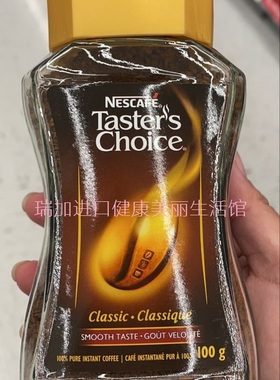 NESCAFÉ
Taster's
Choice
瑞加进口健康美丽生活馆
Classic · Classique
SMOOTH TASTE · GOÛT VELOUTÉ
100% PURE INSTANT COFFEE | CAFÉ INSTANTANÉ PUR À 100
100 g